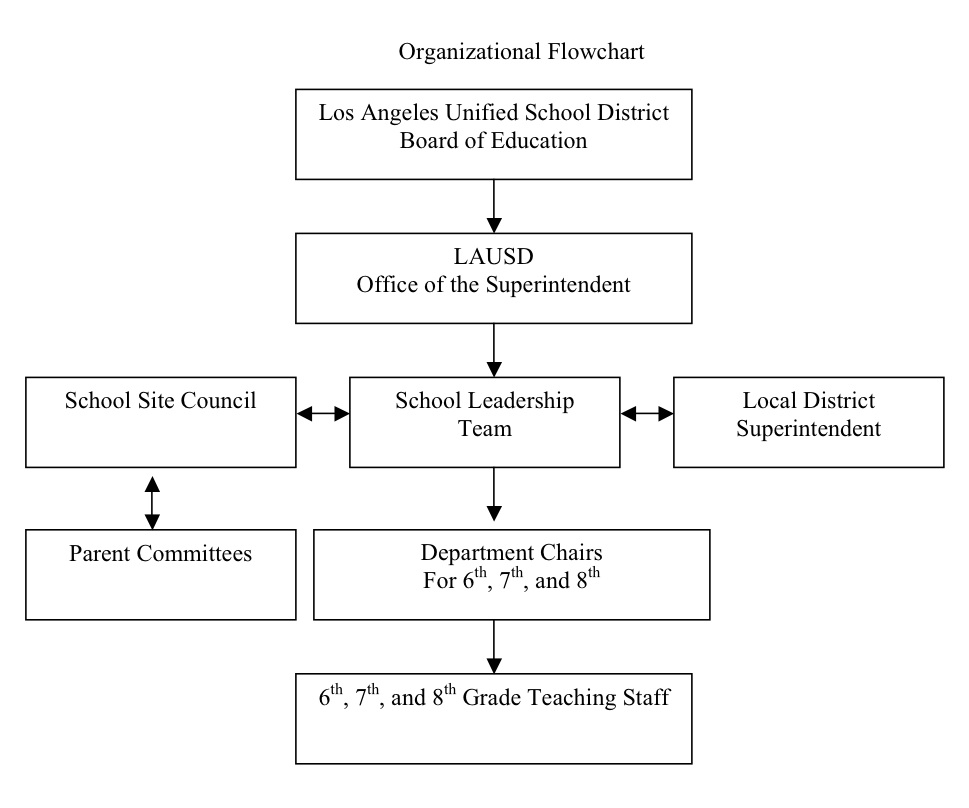 Organizational Flowchart
Los Angeles Unified School District
Board of Education
LAUSD
Office of the Superintendent
School Site Council
School Leadership
Team
Local District
Superintendent
Parent Committees
Department Chairs
For 6th, 7th, and 8th
6th, 7th, and 8th Grade Teaching Staff